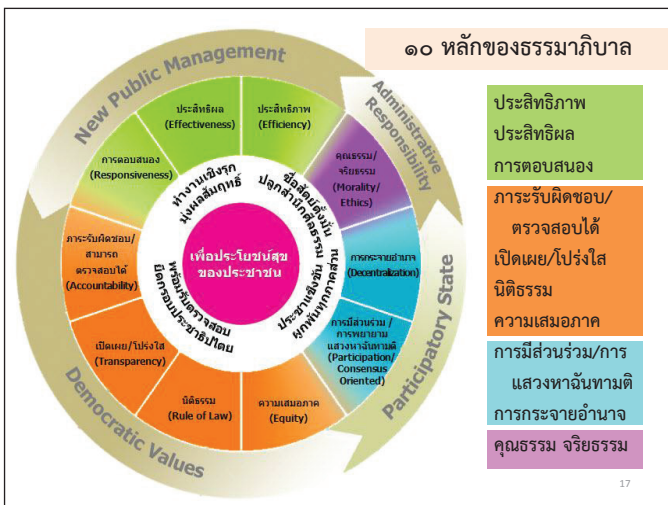 ๑๐ หลักของธรรมาภิบาล
New Public Management
Administrative
Responsibility
Participatory State
Democratic Values
ประสิทธิผล
(Effectiveness)
ประสิทธิภาพ
(Efficiency)
คุณธรรม/
จริยธรรม
(Morality/
Ethics)
การกระจายอำนาจ
(Decentralization)
การมีส่วนร่วม /
การพยายาม
แสวงหาฉันทามติ
(Participation/
Consensus
Oriented)
ความเสมอภาค
(Equity)
นิติธรรม
(Rule of Law)
เปิดเผย/โปร่งใส
(Transparency)
ภาระรับผิดชอบ/
สามารถ
ตรวจสอบได้
(Accountability)
การตอบสนอง
(Responsiveness)
ทำงานเชิงรุก
มุ่งผลสัมฤทธิ์
ซื่อสัตย์ตั้งมั่น
ปลูกสำนึกศีลธรรม
ประชาแข็งขัน
ผูกพันทุกภาคส่วน
พร้อมรับตรวจสอบ
ยึดกรอบประชาธิปไตย
เพื่อประโยชน์สุข
ของประชาชน
ประสิทธิภาพ
ประสิทธิผล
การตอบสนอง
ภาระรับผิดชอบ/
ตรวจสอบได้
เปิดเผย/โปร่งใส
นิติธรรม
ความเสมอภาค
การมีส่วนร่วม/การ
แสวงหาฉันทามติ
การกระจายอำนาจ
คุณธรรม จริยธรรม
17